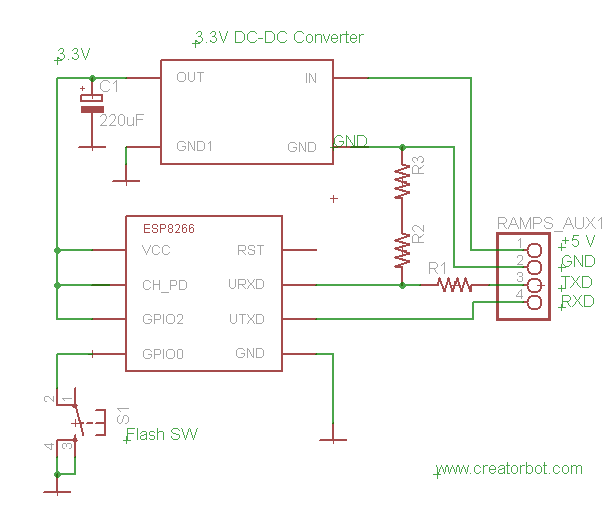 3.3V DC-DC Converter
3.3V
OUT
IN
C1
220uF
GND1
GND
GND
R3
R2
R1
RAMPS_AUX1
1
+5 V
2
GND
3
TXD
4
RXD
ESP8266
VCC
RST
CH_PD
URXD
GPIO2
UTXD
GPIO0
GND
2
1
S1
4
3
Flash SW
www.creatorbot.com